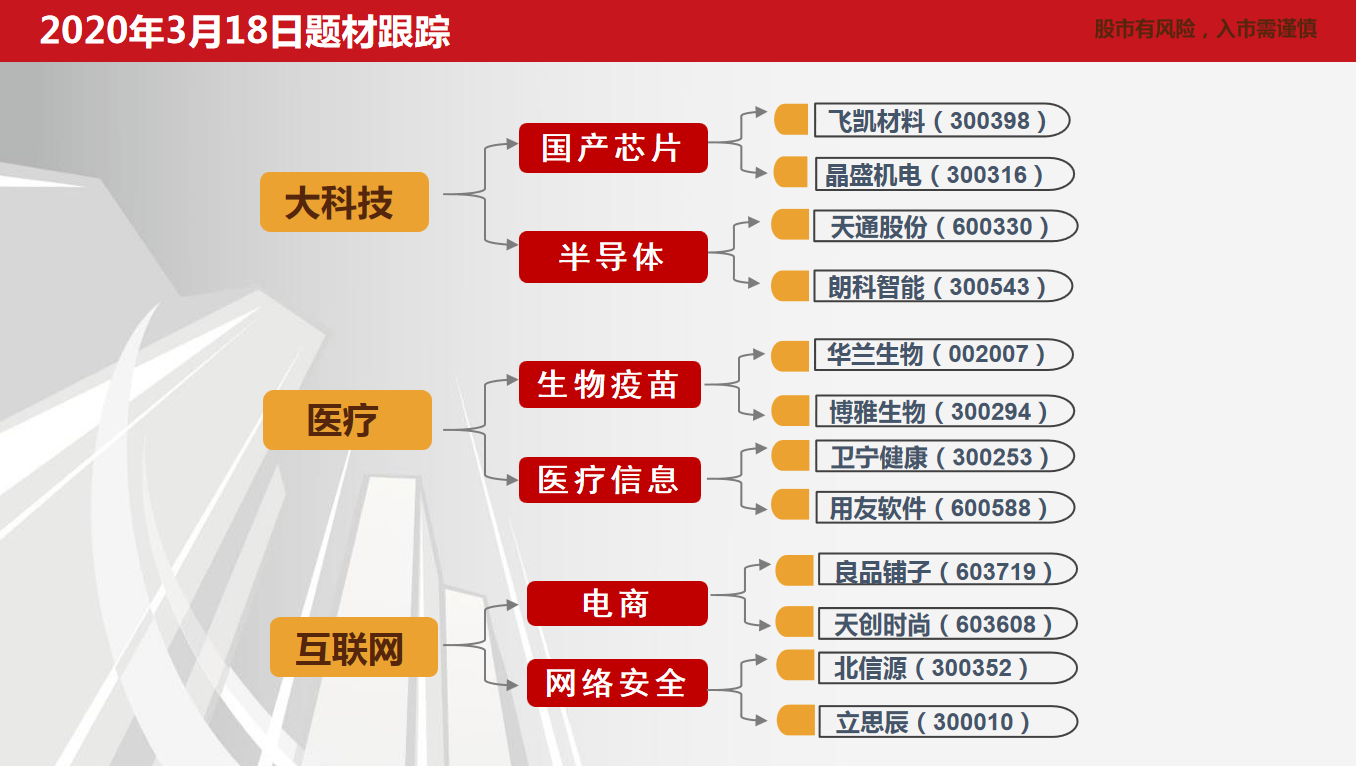 2020年3月18日题材跟踪
股市有风险，入市需谨慎
大科技
国产芯片
飞凯材料（300398）
晶盛机电（300316）
半导体
天通股份（600330）
朗科智能（300543）
医疗
生物疫苗
华兰生物（002007）
博雅生物（300294）
医疗信息
卫宁健康（300253）
用友软件（600588）
互联网
电商
良品铺子（603719）
天创时尚（603608）
网络安全
北信源（300352）
立思辰（300010）